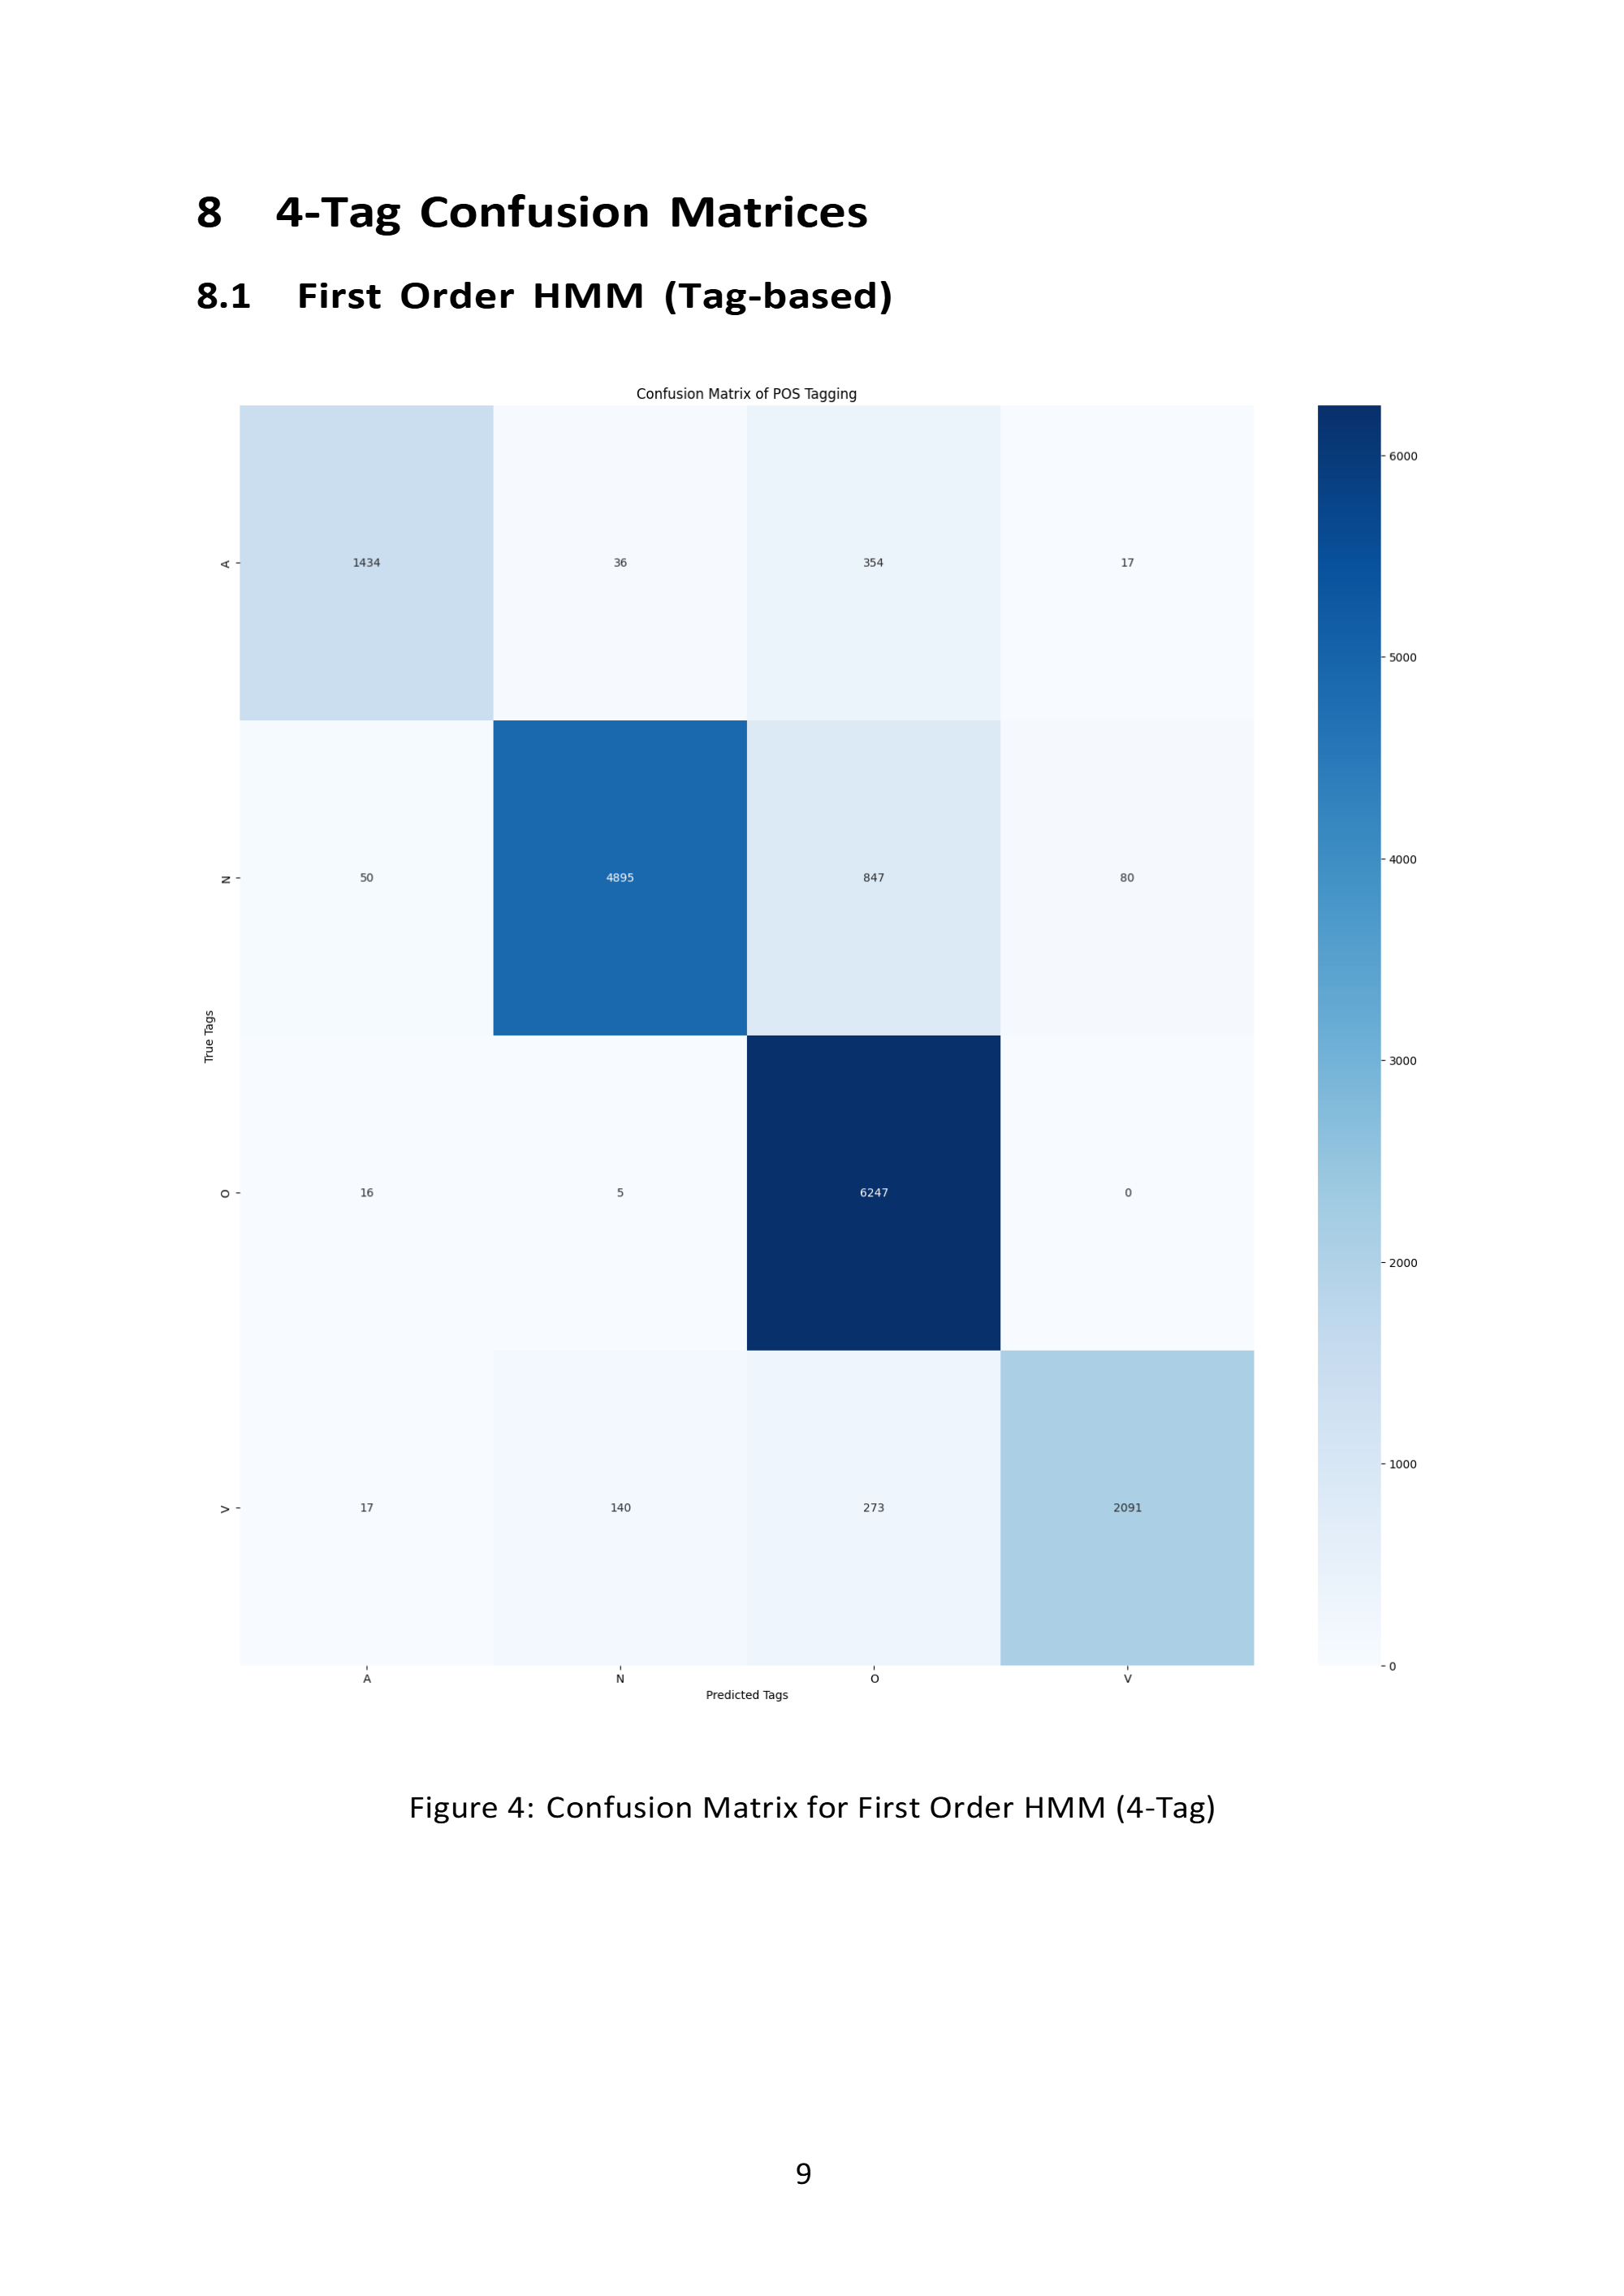 8 4-Tag Confusion Matrices
8.1 First Order HMM (Tag-based)
Confusion Matrix of POS Tagging
6000
A 1434 36 354 17
5000
4000
N 50 4895 847 80
True Tags
3000
O 16 5 6247 0
2000
1000
V 17 140 273 2091
0
A N O V
Predicted Tags
Figure 4: Confusion Matrix for First Order HMM (4-Tag)
9